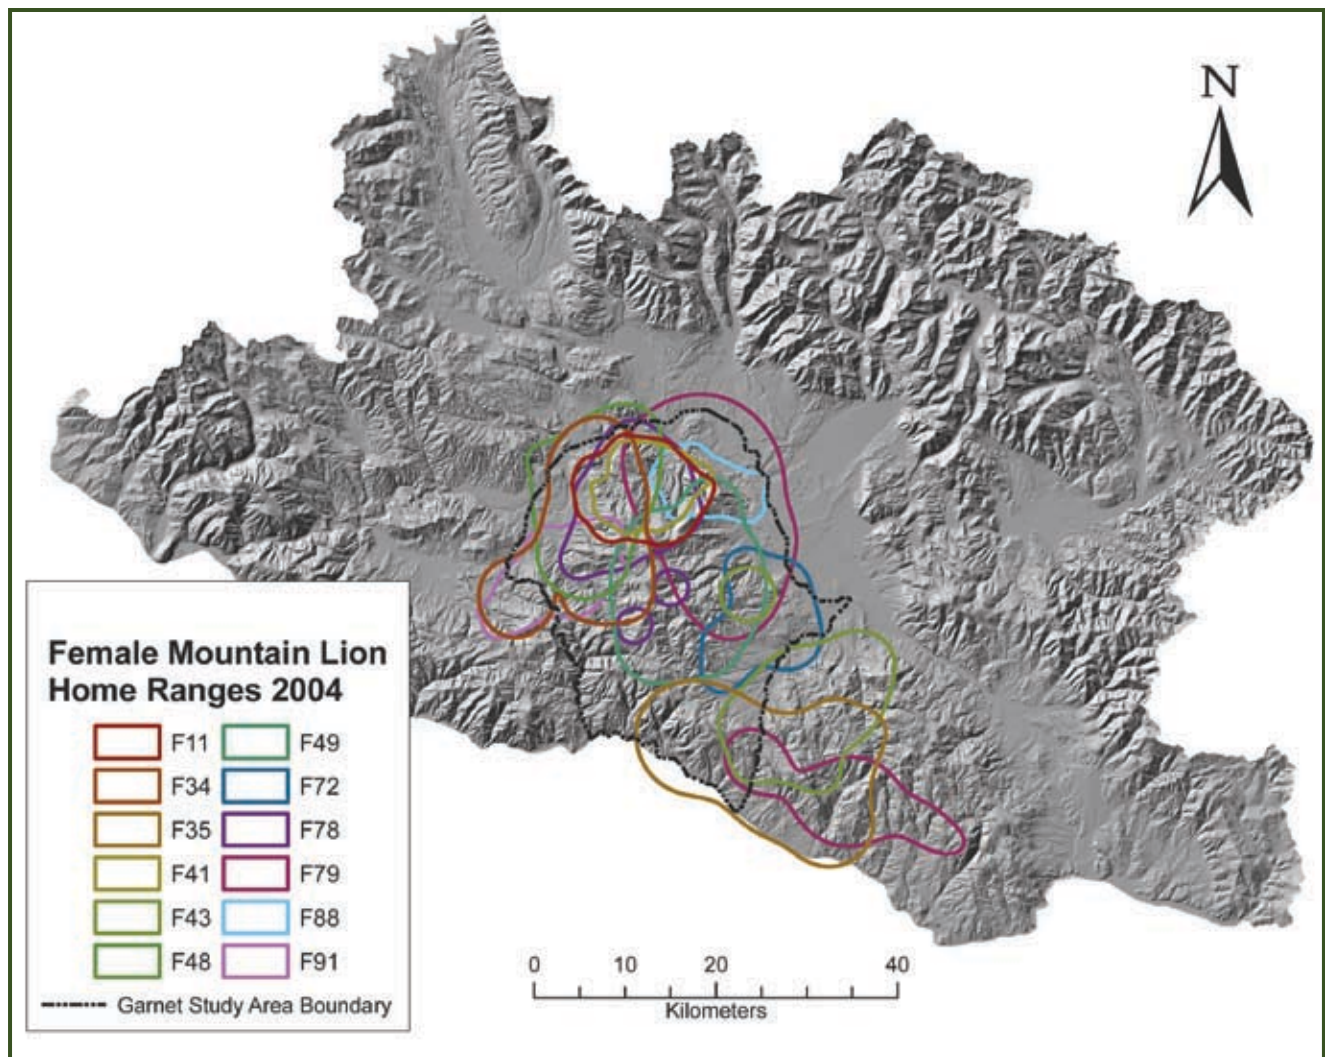 N
Female Mountain Lion
Home Ranges 2004
F11
F34
F35
F41
F43
F48
F49
F72
F78
F79
F88
F91
Garnet Study Area Boundary
0 10 20 40
Kilometers